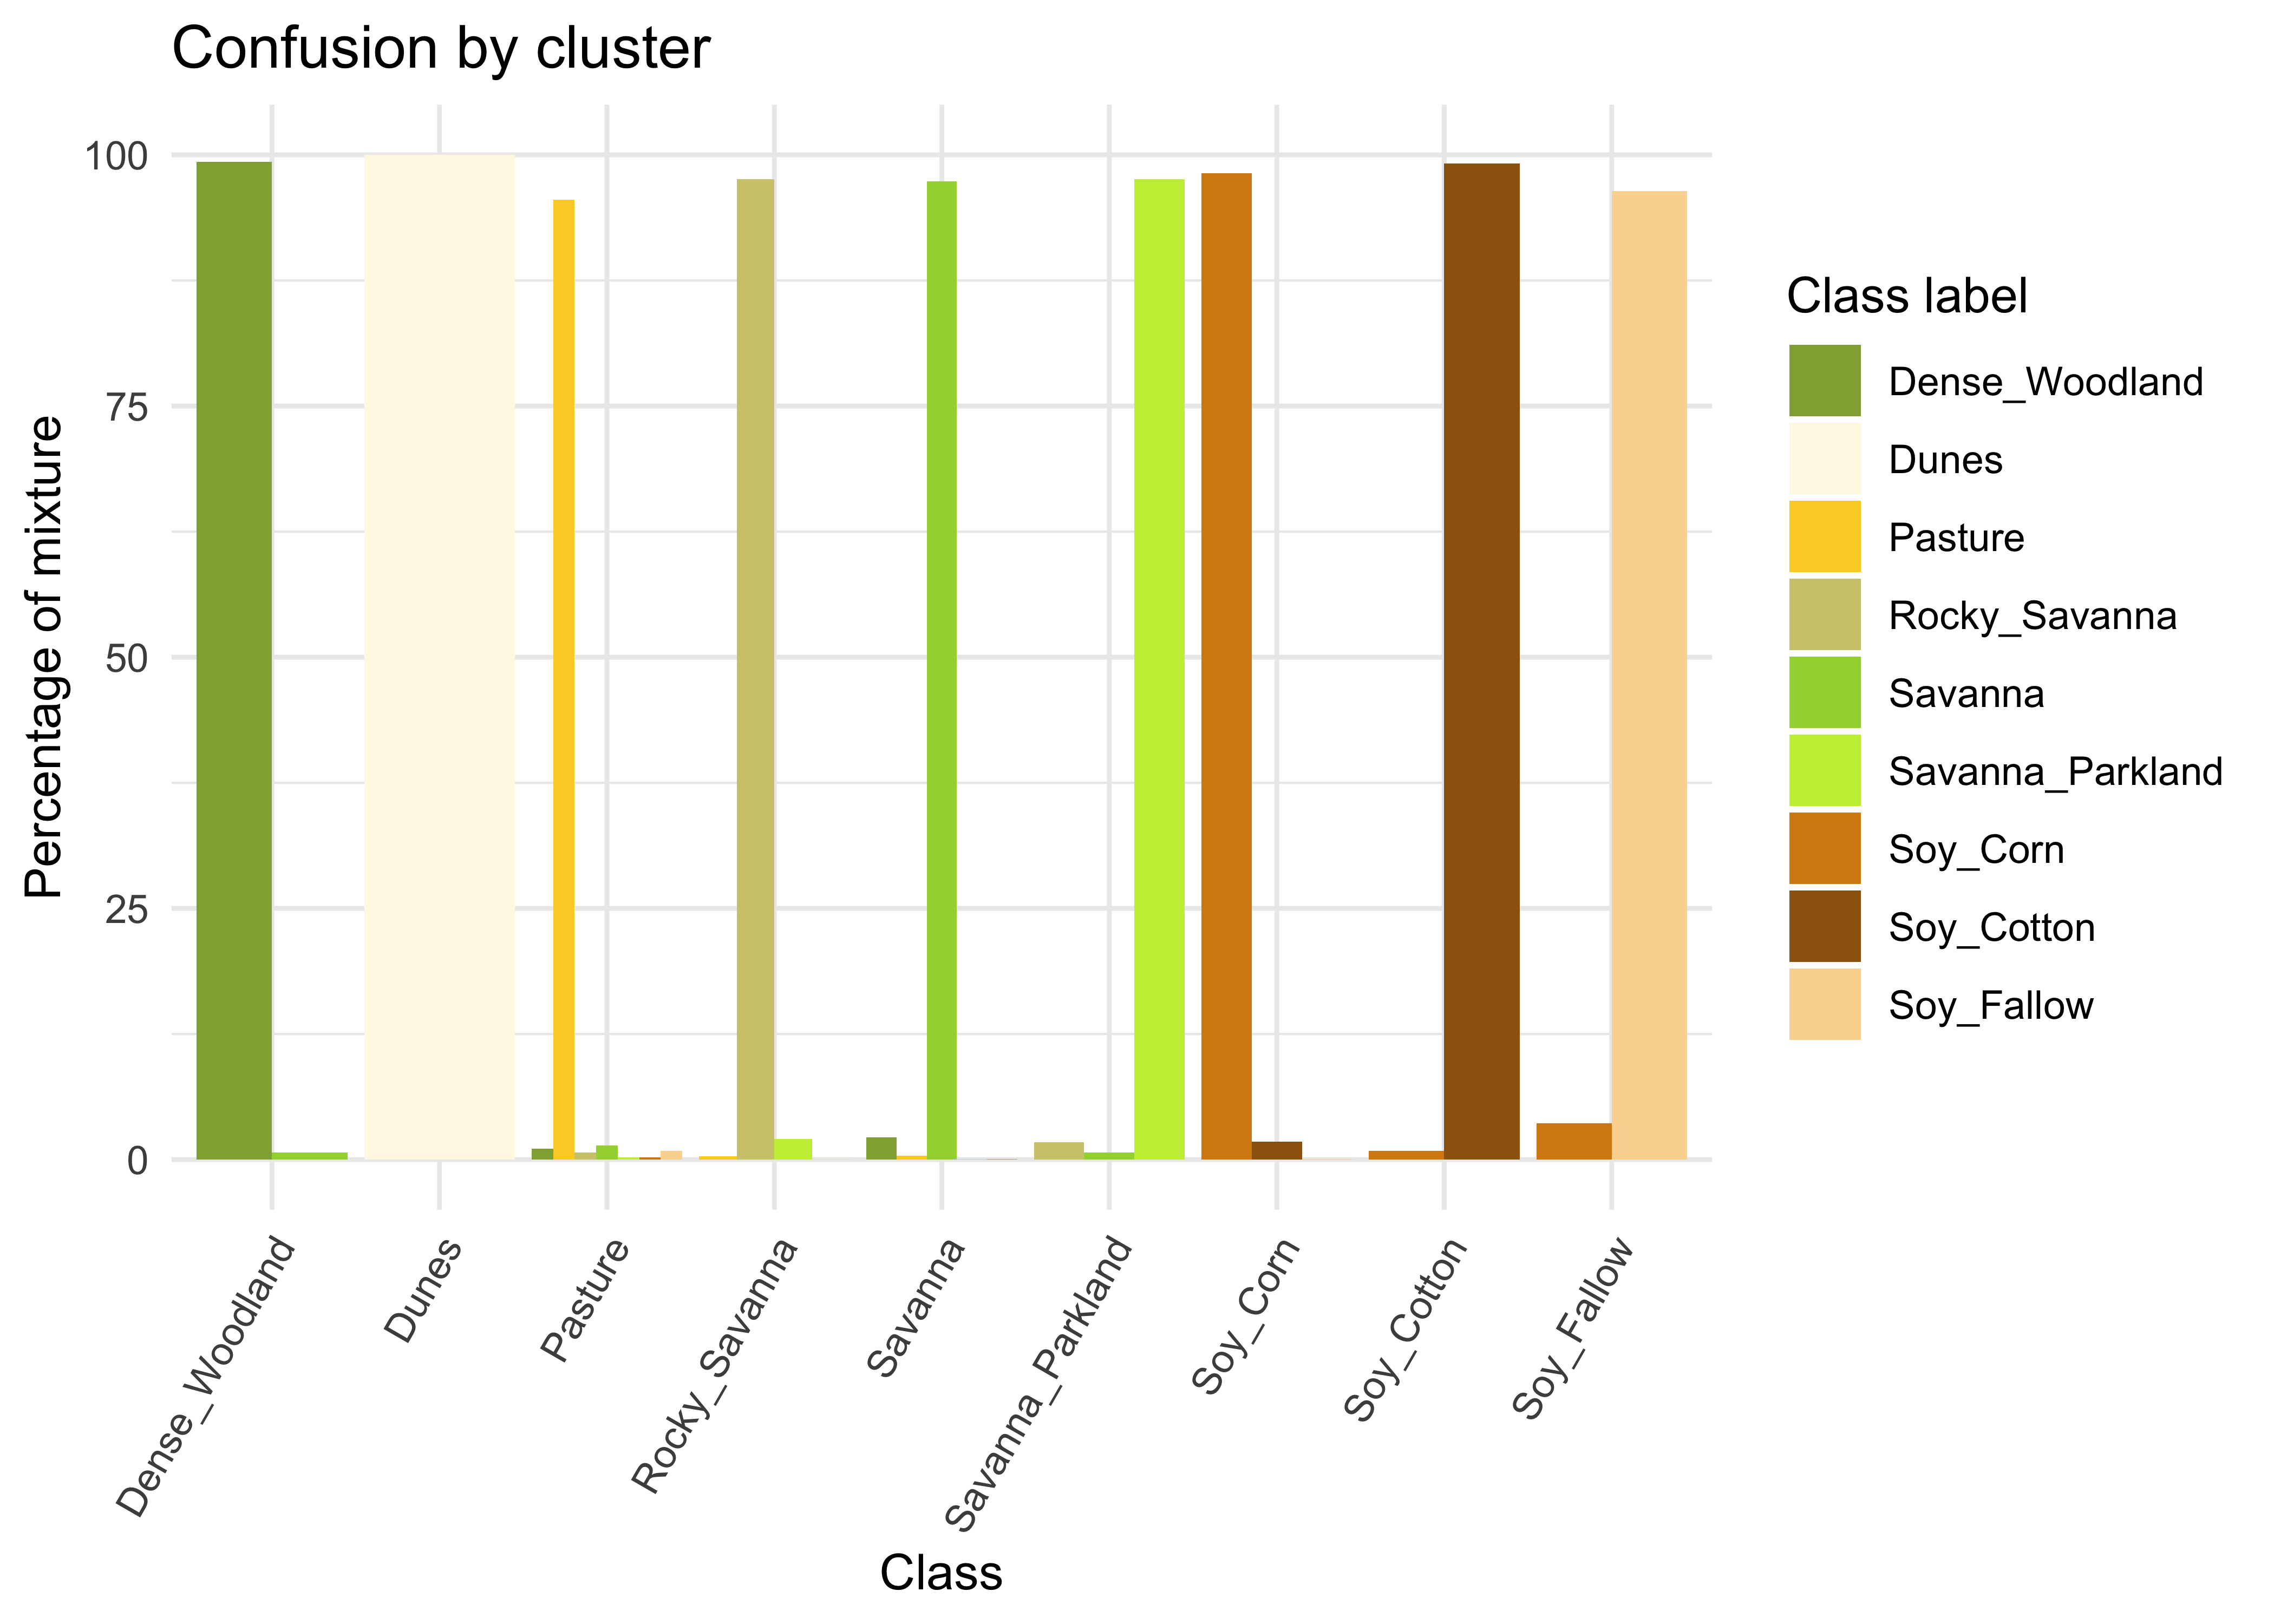 Confusion by cluster
Percentage of mixture
100
75
50
25
0
Dense_Woodland
Dunes
Pasture
Rocky_Savanna
Savanna
Savanna_Parkland
Soy_Corn
Soy_Cotton
Soy_Fallow
Class
Class label
Dense_Woodland
Dunes
Pasture
Rocky_Savanna
Savanna
Savanna_Parkland
Soy_Corn
Soy_Cotton
Soy_Fallow